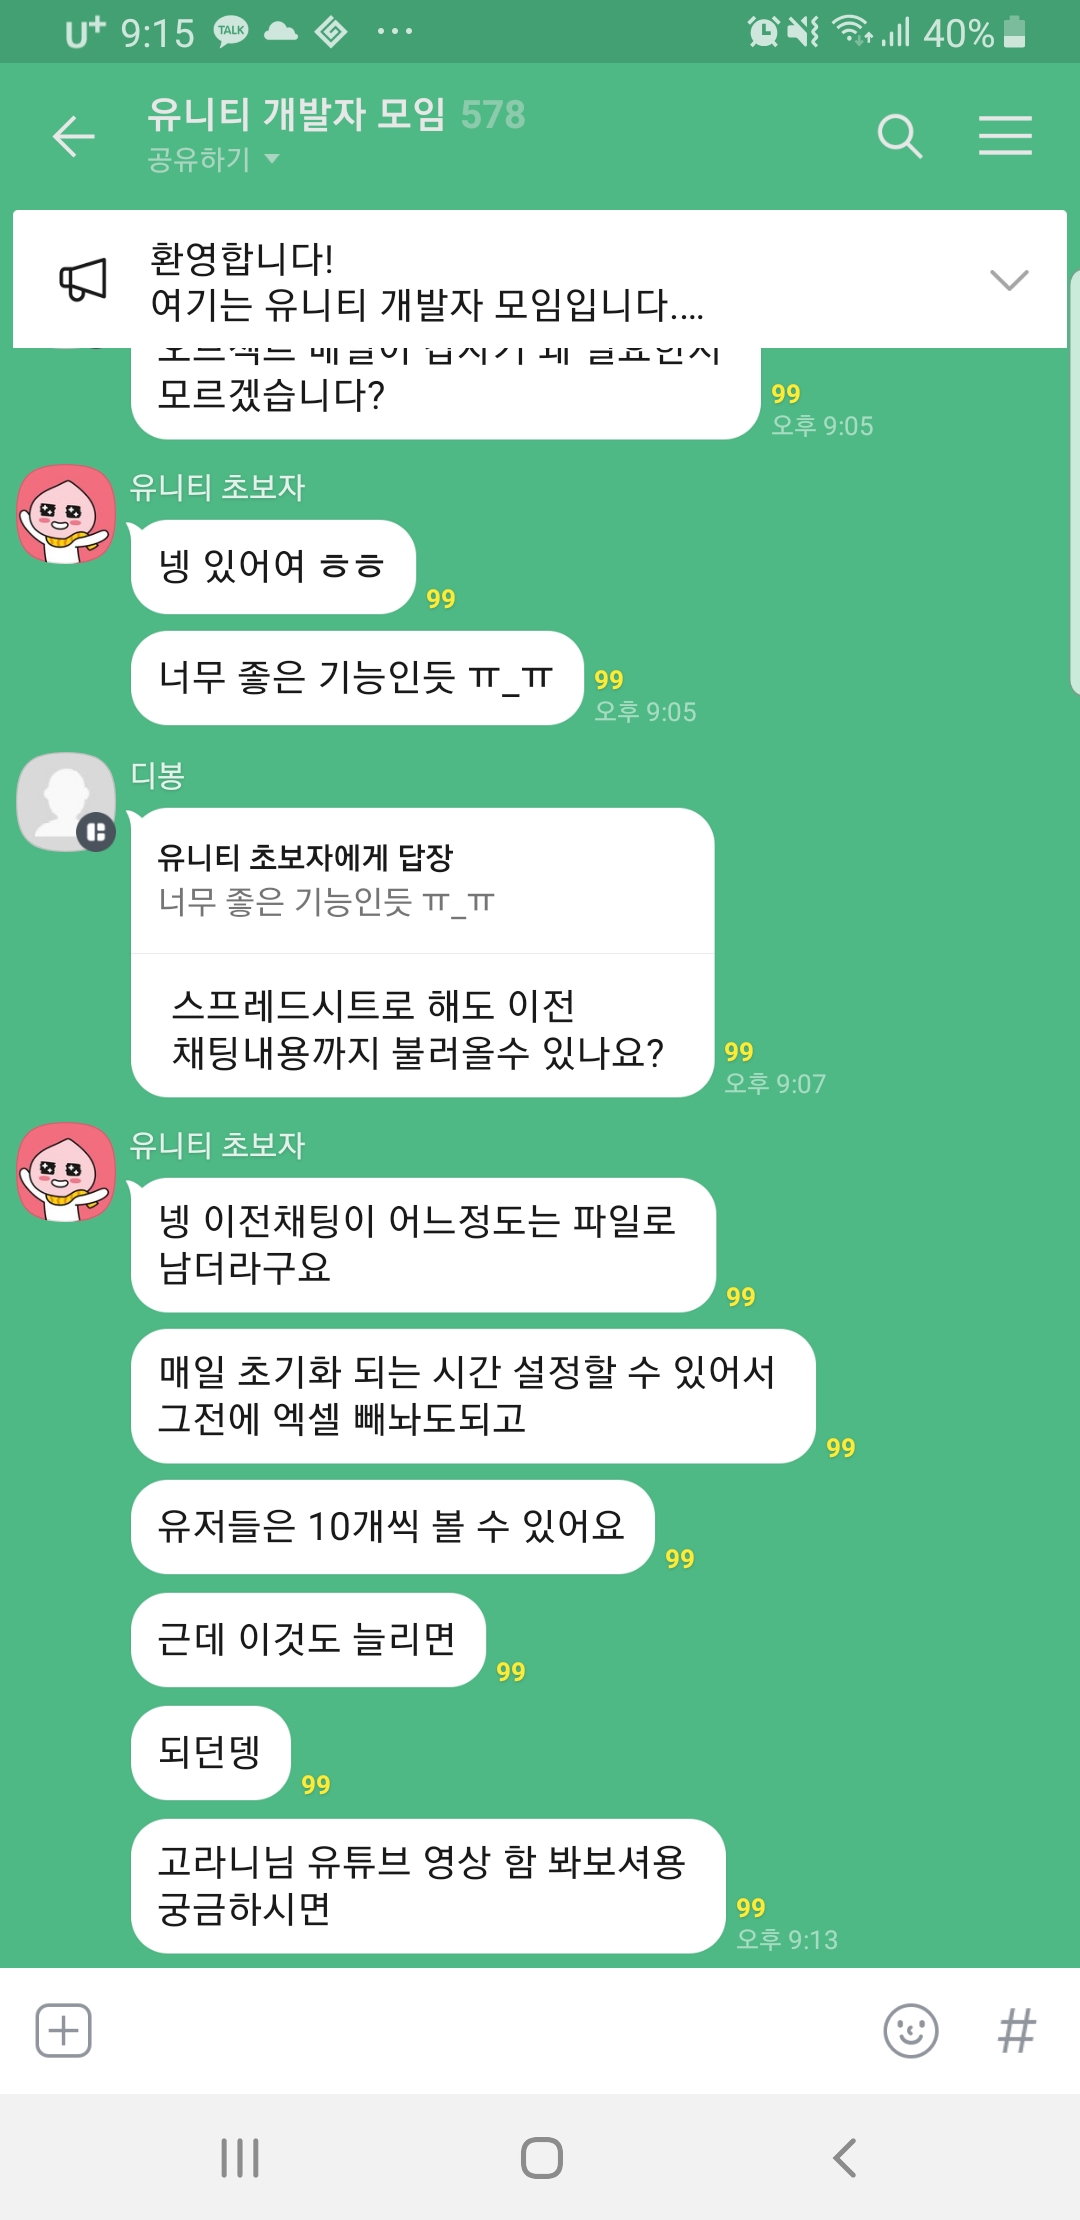 U+ 9:15 TALK ... 40%
유니티 개발자 모임 578
공유하기
환영합니다!
여기는 유니티 개발자 모임입니다....
모르겠습니다?
99
오후 9:05
유니티 초보자
넹 있어여 ㅎㅎ
99
너무 좋은 기능인듯 ㅠ_ㅠ
99
오후 9:05
디봉
유니티 초보자에게 답장
너무 좋은 기능인듯 ㅠ_ㅠ
스프레드시트로 해도 이전
채팅내용까지 불러올수 있나요?
99
오후 9:07
유니티 초보자
넹 이전채팅이 어느정도는 파일로
남더라구요
99
매일 초기화 되는 시간 설정할 수 있어서
그전에 엑셀 빼놔도되고
99
유저들은 10개씩 볼 수 있어요
99
근데 이것도 늘리면
99
되던뎅
99
고라니님 유튜브 영상 함 봐보셔용
궁금하시면
99
오후 9:13
#